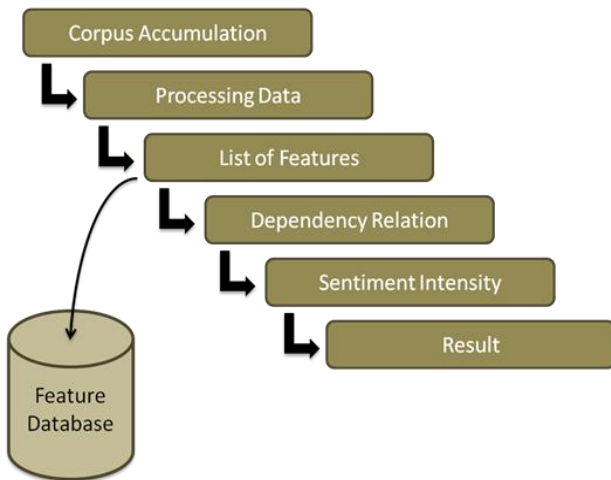 Corpus Accumulation
Processing Data
List of Features
Dependency Relation
Sentiment Intensity
Result
Feature
Database